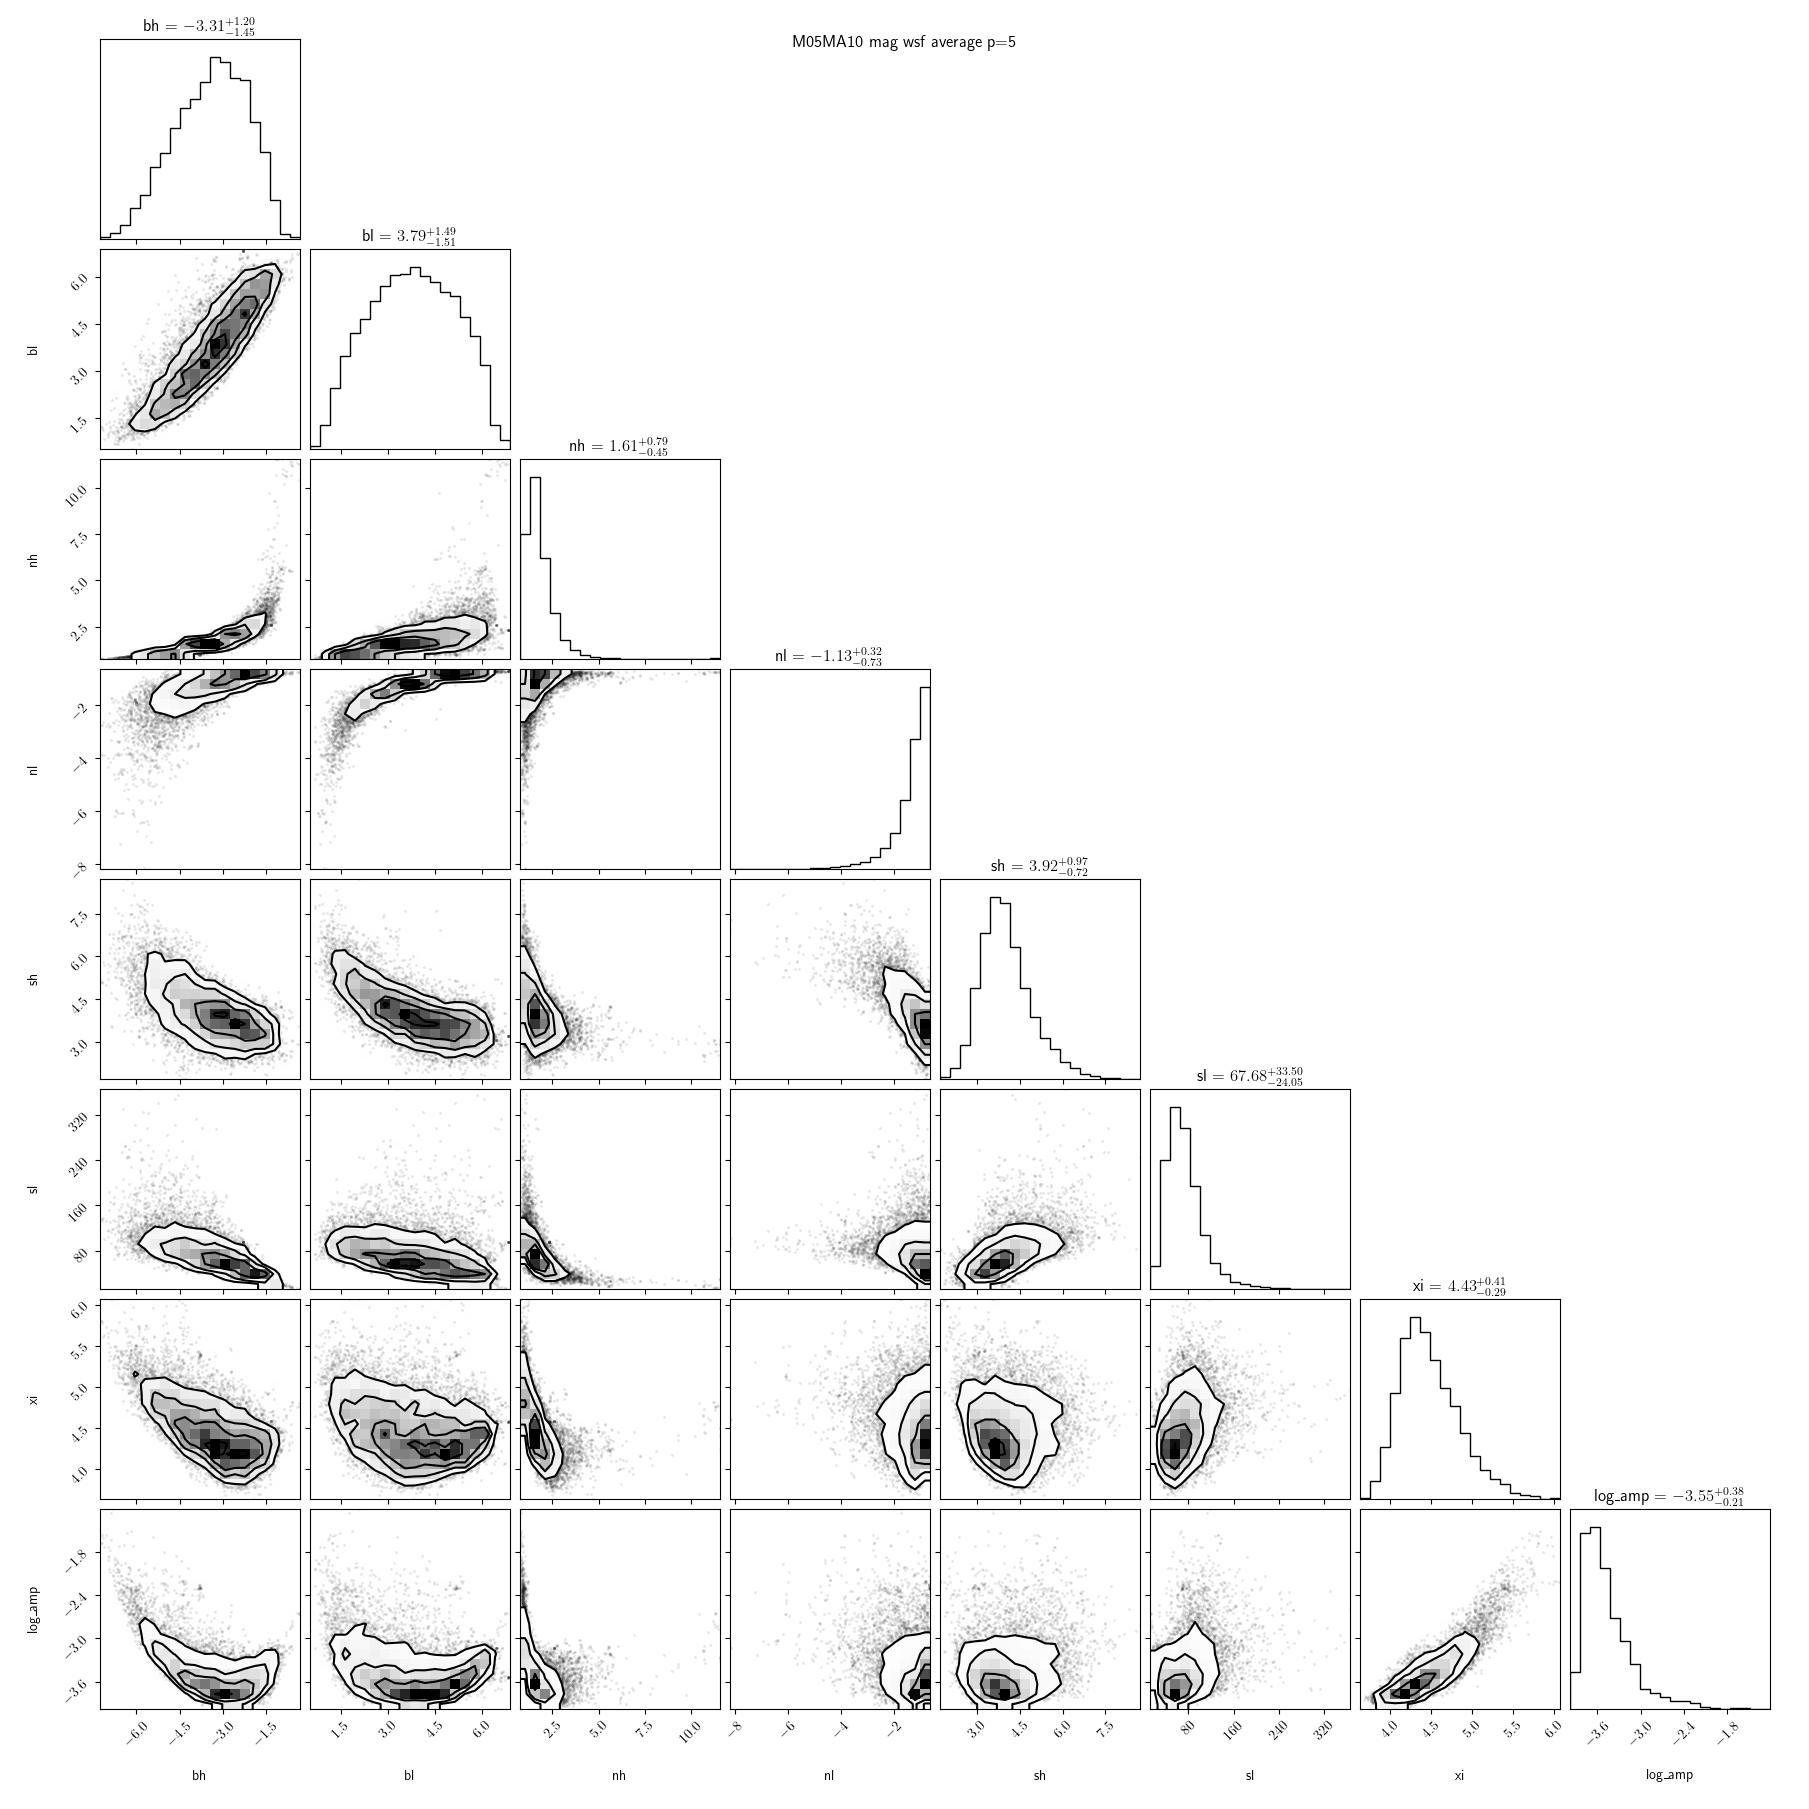 bh = −3.31 +1.20 −1.45
M05MA10 mag wsf average p=5
bl = 3.79 +1.49 −1.51
6.0
4.5
3.0
1.5
bl
nh = 1.61 +0.79 −0.45
10.0
7.5
5.0
2.5
nh
nl = −1.13 +0.32 −0.73
−2
−4
−6
−8
nl
sh = 3.92 +0.97 −0.72
7.5
6.0
4.5
3.0
sh
sl = 67.68 +33.50 −24.05
320
240
160
80
sl
xi = 4.43 +0.41 −0.29
6.0
5.5
5.0
4.5
4.0
xi
log_amp = −3.55 +0.38 −0.21
−1.8
−2.4
−3.0
−3.6
log_amp
−6.0 −4.5 −3.0 −1.5 1.5 3.0 4.5 6.0 2.5 5.0 7.5 10.0 −8 −6 −4 −2 3.0 4.5 6.0 7.5 80 160 240 320 4.0 4.5 5.0 5.5 6.0 −3.6 −3.0 −2.4 −1.8
bh bl nh nl sh sl xi log_amp